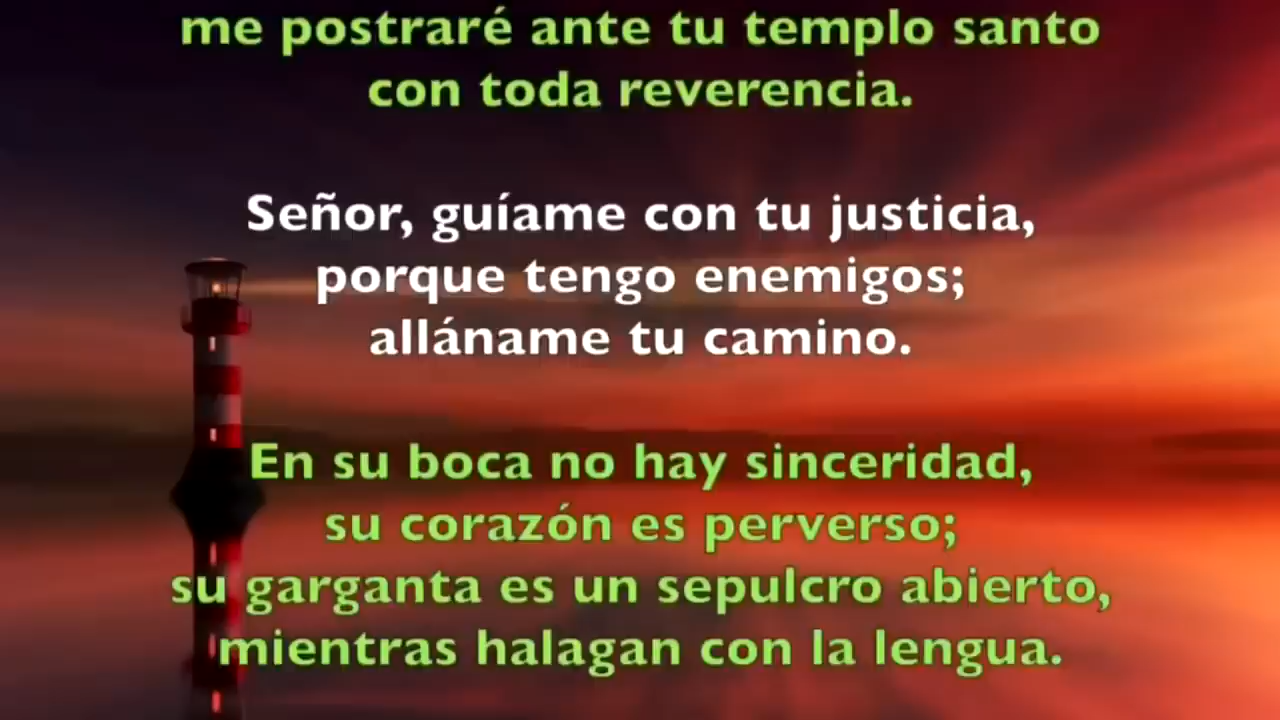 me postraré ante tu templo santo
con toda reverencia.
Señor, guíame con tu justicia,
porque tengo enemigos;
alláname tu camino.
En su boca no hay sinceridad,
su corazón es perverso;
su garganta es un sepulcro abierto,
mientras halagan con la lengua.